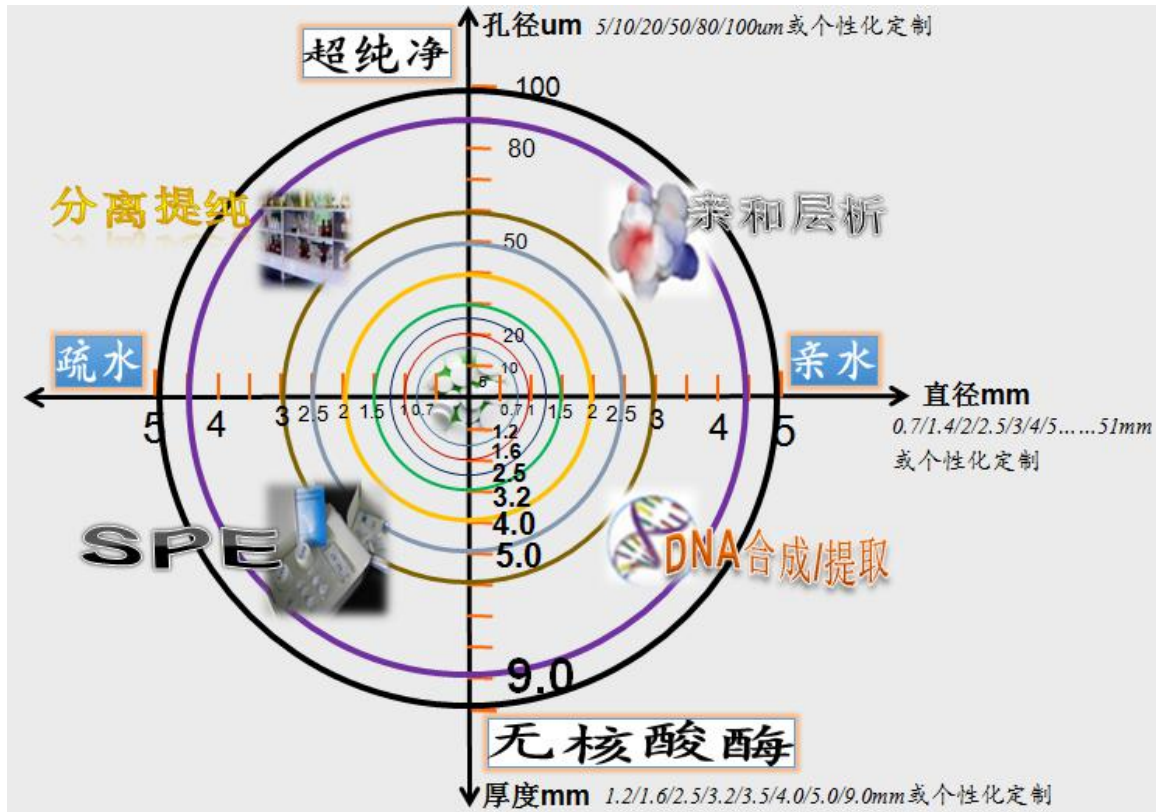 孔径um 5/10/20/50/80/100um或个性化定制
超纯净
100
80
分离提纯
亲和层析
50
20
10
5
疏水
亲水
5 4 3 2.5 2 1.5 1 0.7 0.7 1 1.5 2 2.5 3 4 5
直径mm
0.7/1.4/2/2.5/3/4/5……51mm
或个性化定制
1.2
1.6
2.5
3.2
4.0
5.0
SPE
DNA合成/提取
9.0
无核酸酶
厚度mm 1.2/1.6/2.5/3.2/3.5/4.0/5.0/9.0mm或个性化定制